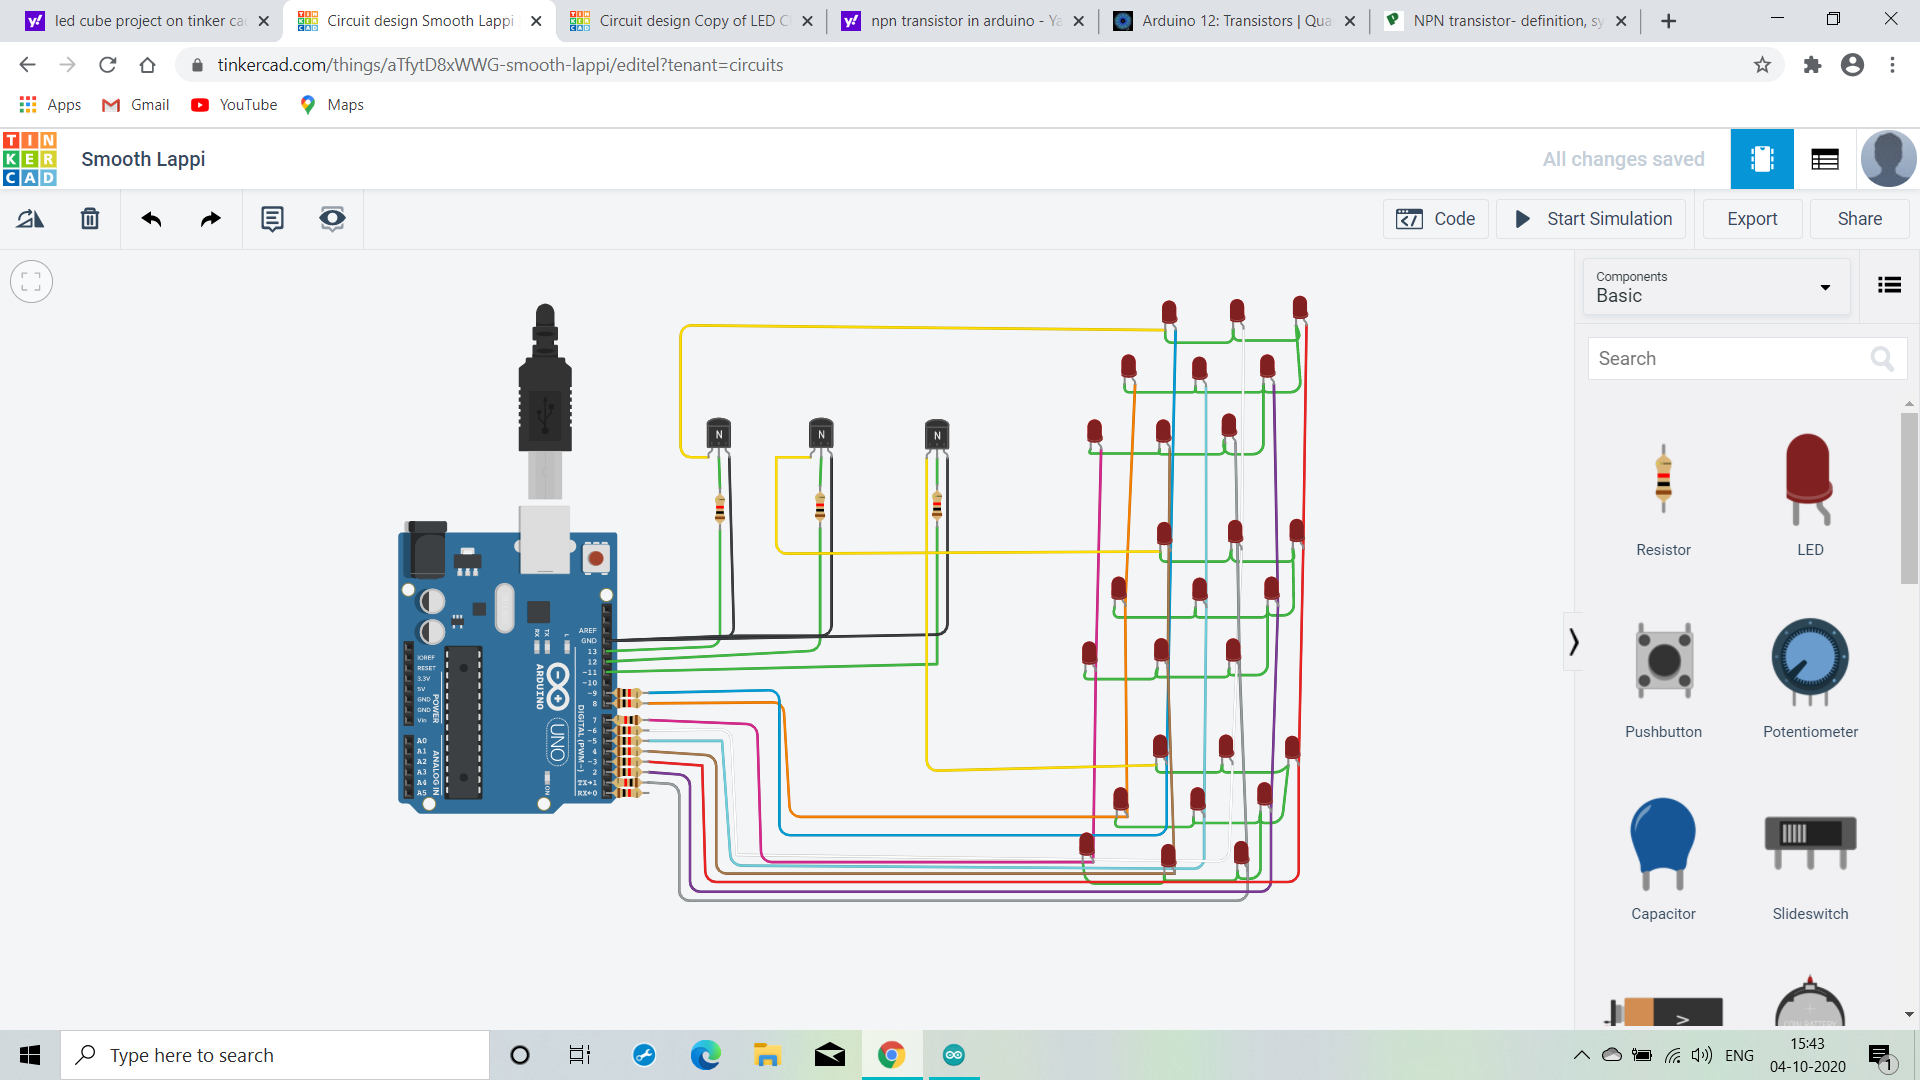 led cube project on tinker ca
Circuit design Smooth Lappi
Circuit design Copy of LED C
npn transistor in arduino - Ya
Arduino 12: Transistors | Qua
NPN transistor- definition, sy
tinkercad.com/things/aTfytD8xWWG-smooth-lappi/editel?tenant=circuits
Apps
Gmail
YouTube
Maps
TIN
KER
CAD
Smooth Lappi
All changes saved
Code
Start Simulation
Export
Share
Components
Basic
Search
Resistor
LED
Pushbutton
Potentiometer
Capacitor
Slideswitch
N
N
N
AREF
GND
13
12
~11
~10
~9
8
7
~6
~5
4
~3
2
TX→1
RX←0
DIGITAL (PWM~)
RX
TX
L
ARDUINO
UNO
ON
IOREF
RESET
3.3V
5V
GND
GND
Vin
POWER
A0
A1
A2
A3
A4
A5
ANALOG IN
Type here to search
ENG
15:43
04-10-2020
1